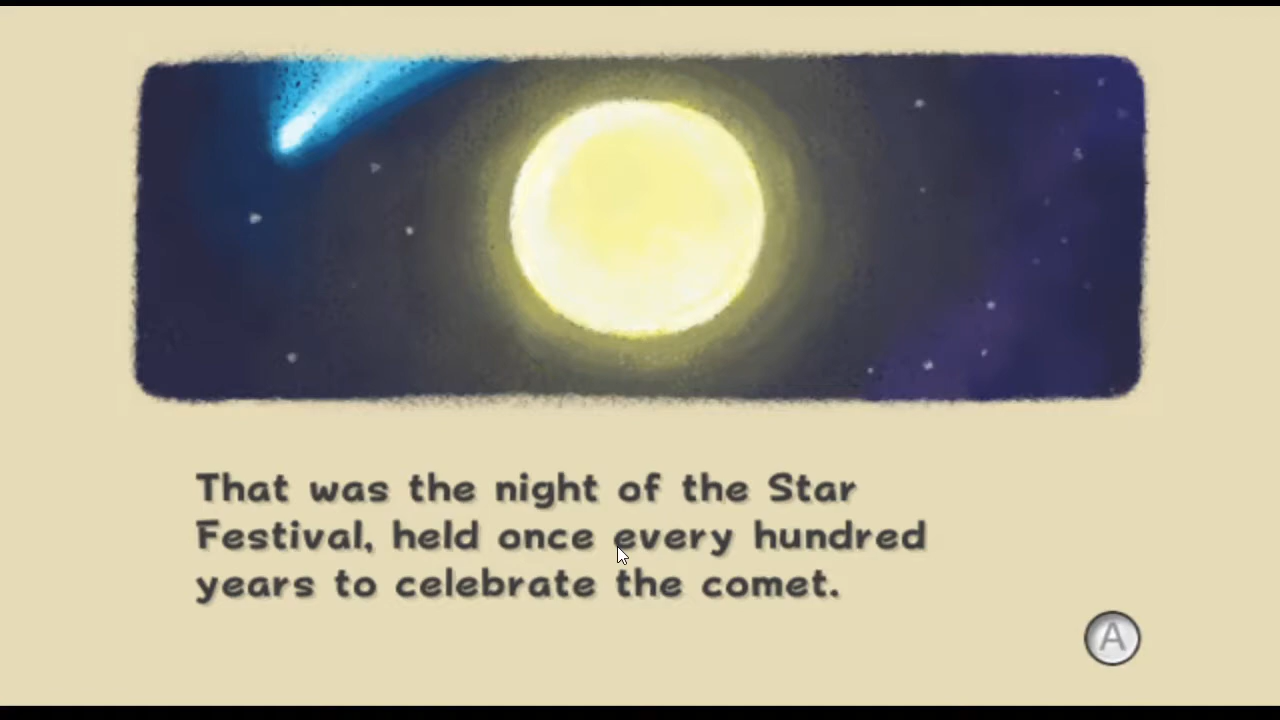 That was the night of the Star
Festival, held once every hundred
years to celebrate the comet.
A